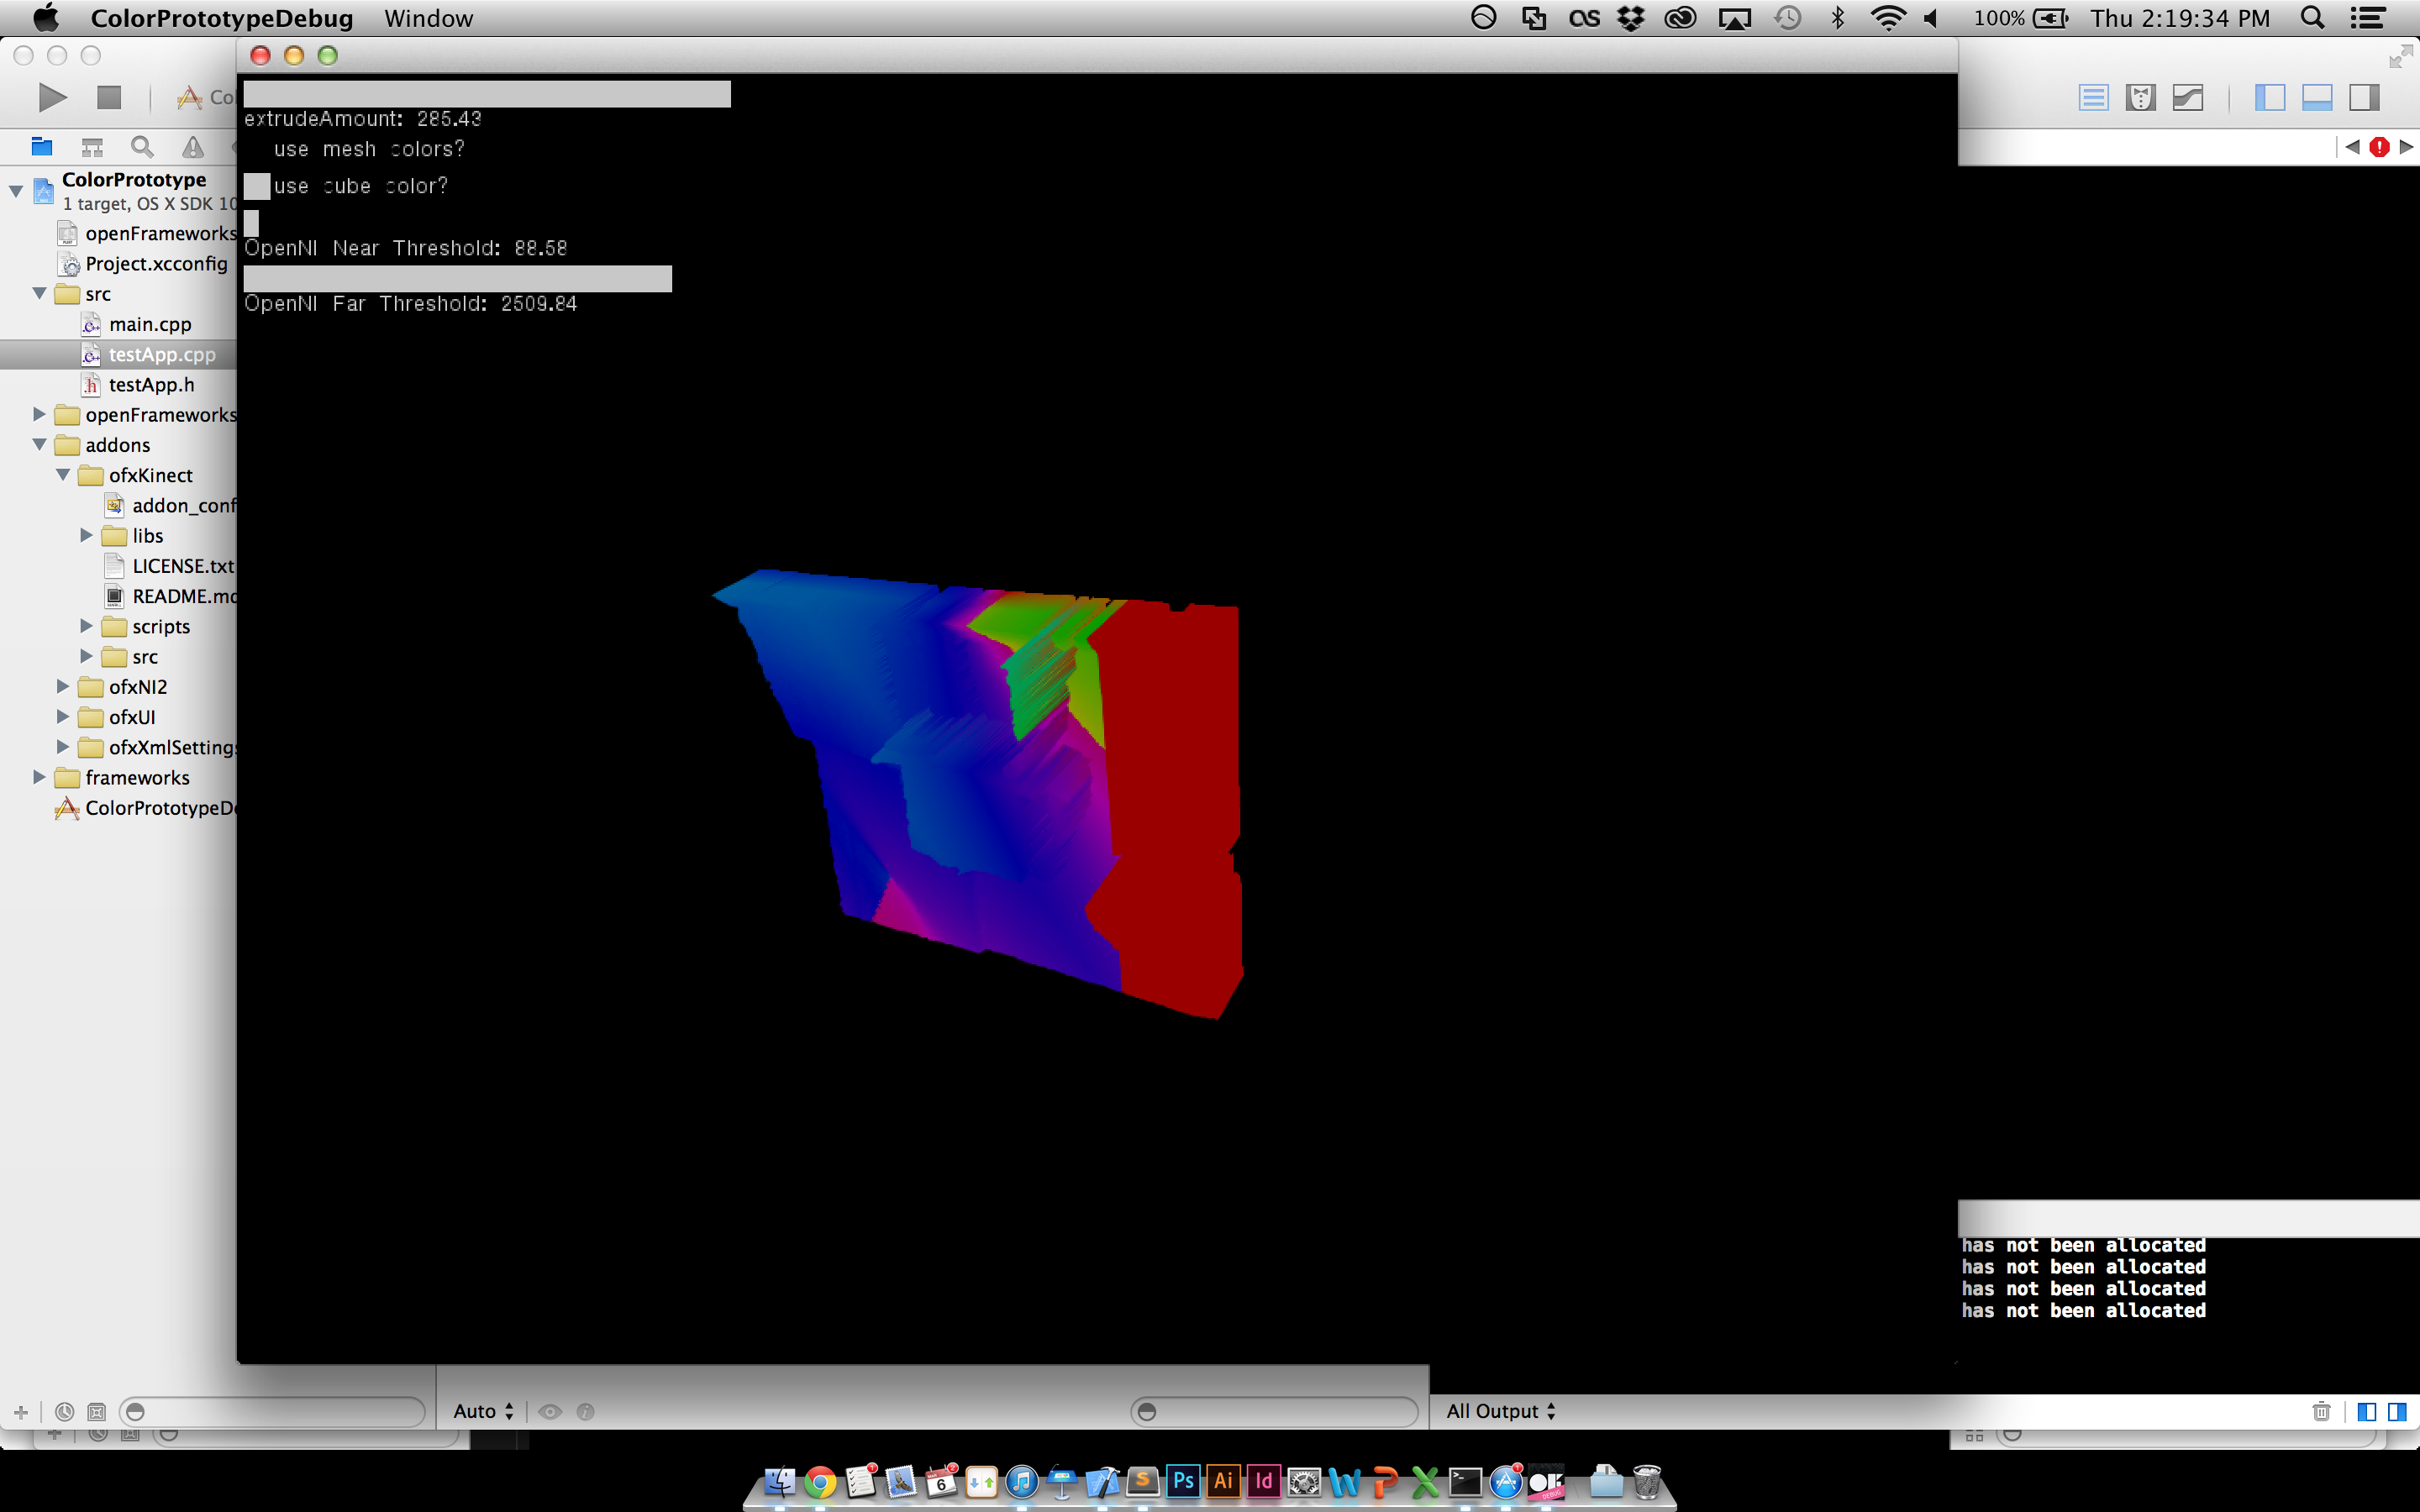 ColorPrototypeDebug Window
100% Thu 2:19:34 PM
Co
extrudeAmount: 285.43
use mesh colors?
use cube color?
OpenNI Near Threshold: 88.58
OpenNI Far Threshold: 2509.84
ColorPrototype
1 target, OS X SDK 10
openFrameworks
Project.xcconfig
src
main.cpp
testApp.cpp
testApp.h
openFrameworks
addons
ofxKinect
addon_conf
libs
LICENSE.txt
README.md
scripts
src
ofxNI2
ofxUI
ofxXmlSettings
frameworks
ColorPrototypeD
has not been allocated
has not been allocated
has not been allocated
has not been allocated
Auto
All Output
Ps Ai Id